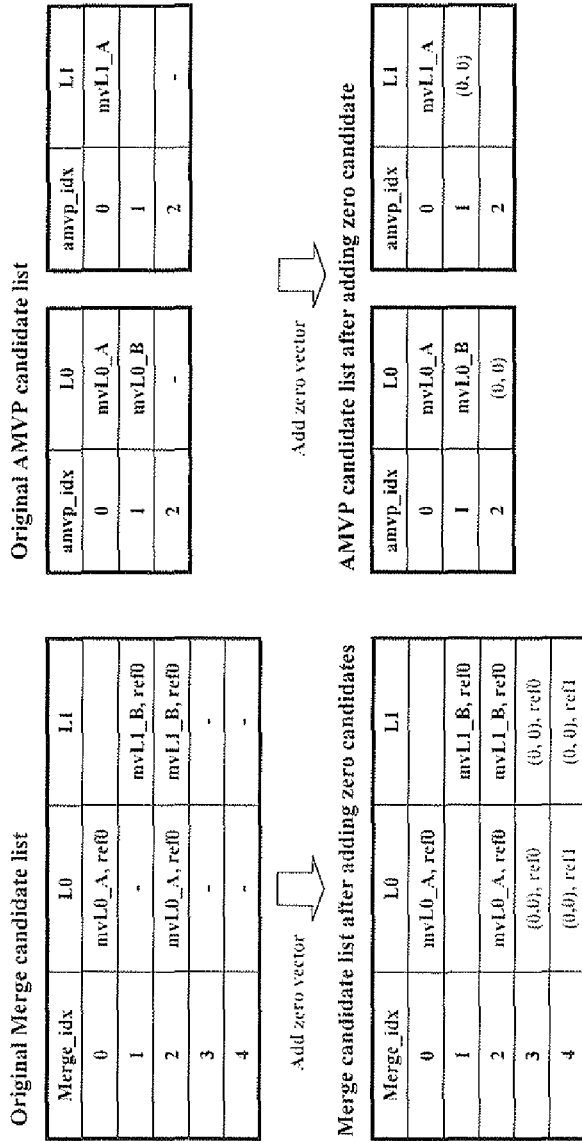 Original Merge candidate list
Merge_idx L0 L1
0 mvL0_A, ref0
1 - mvL1_B, ref0
2 mvL0_A, ref0 mvL1_B, ref0
3 - -
4 - -
Add zero vector
Merge candidate list after adding zero candidates
Merge_idx L0 L1
0 mvL0_A, ref0
1 mvL1_B, ref0
2 mvL0_A, ref0 mvL1_B, ref0
3 (0,0), ref0 (0, 0), ref0
4 (0,0), ref1 (0, 0), ref1
Original AMVP candidate list
amvp_idx L0
0 mvL0_A
1 mvL0_B
2 -
amvp_idx L1
0 mvL1_A
1
2 -
Add zero vector
AMVP candidate list after adding zero candidate
amvp_idx L0
0 mvL0_A
1 mvL0_B
2 (0, 0)
amvp_idx L1
0 mvL1_A
1 (0, 0)
2